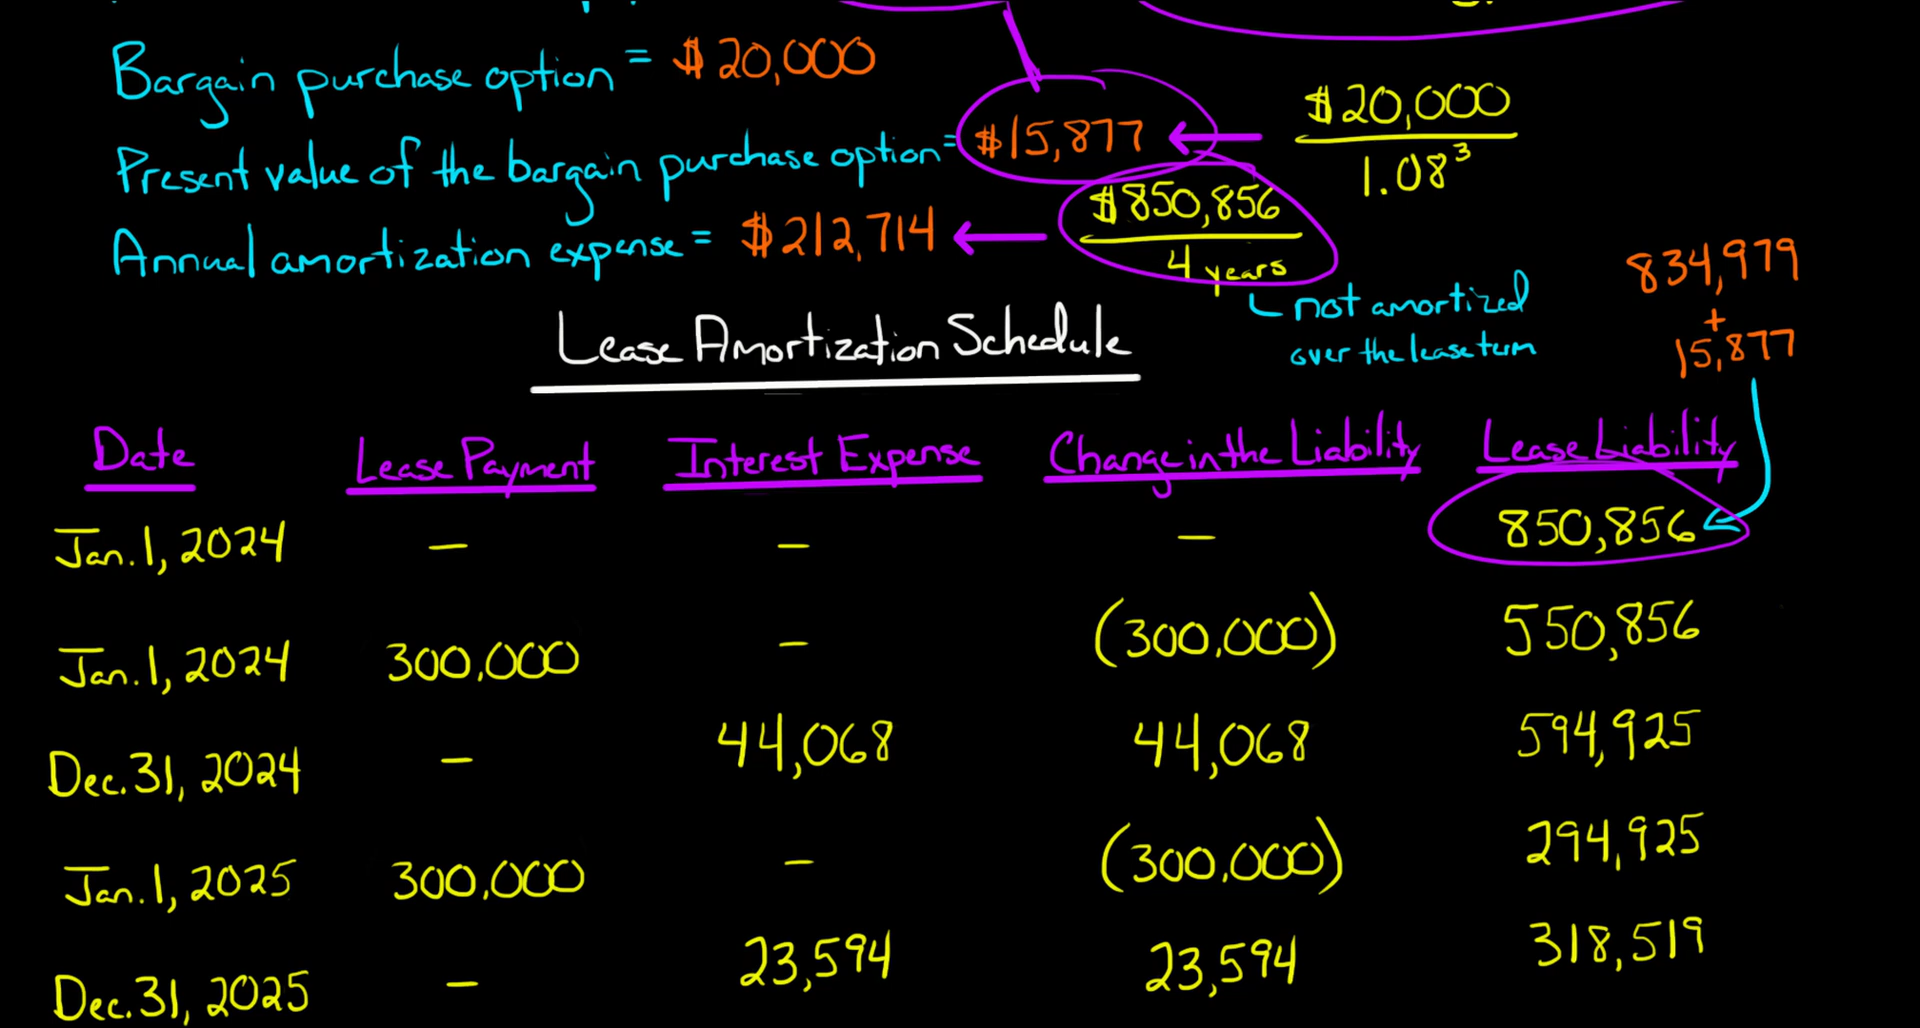 Bargain purchase option = $20,000
Present value of the bargain purchase option = $15,877 ← $20,000 / 1.08³
Annual amortization expense = $212,714 ← $850,856 / 4 years
not amortized
over the lease term
834,979
+
15,877
Lease Amortization Schedule
Date Lease Payment Interest Expense Change in the Liability Lease Liability
Jan. 1, 2024 — — — 850,856
Jan. 1, 2024 300,000 — (300,000) 550,856
Dec. 31, 2024 — 44,068 44,068 594,925
Jan. 1, 2025 300,000 — (300,000) 294,925
Dec. 31, 2025 — 23,594 23,594 318,519